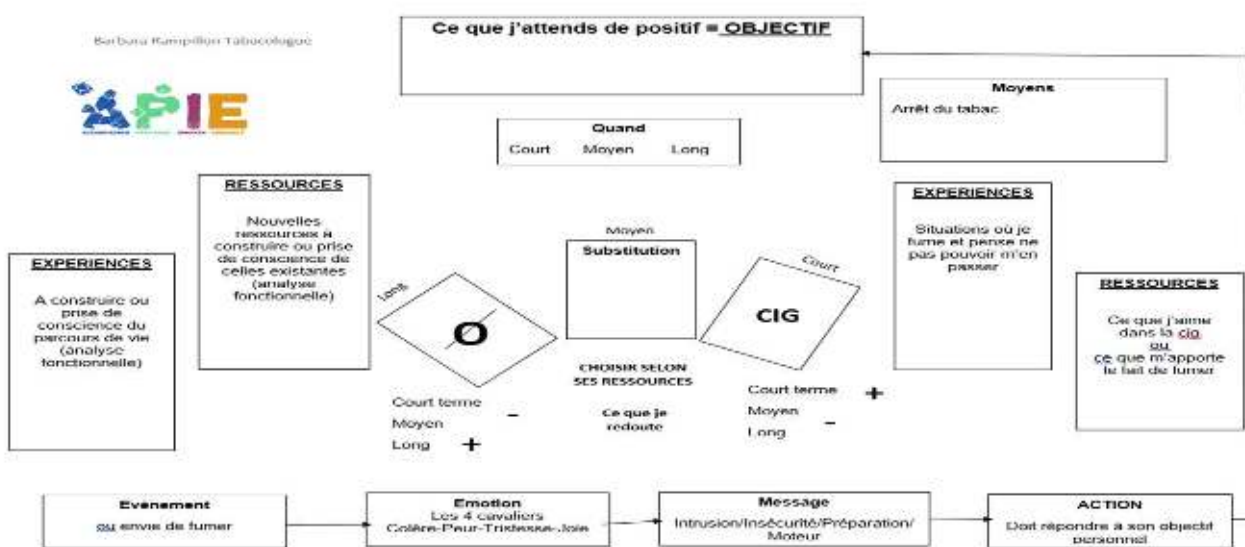 Ce que j'attends de positif = OBJECTIF
Barbara Rampillon Tabacologue
APIE
Moyens
Arrêt du tabac
Quand
Court Moyen Long
RESSOURCES
Nouvelles
ressources à
construire ou prise
de conscience de
celles existantes
(analyse
fonctionnelle)
EXPERIENCES
A construire ou
prise de
conscience du
parcours de vie
(analyse
fonctionnelle)
Long
O
Court terme
Moyen
Long
-
+
Moyen
Substitution
CHOISIR SELON
SES RESSOURCES
Ce que je
redoute
Court
CIG
Court terme
Moyen
Long
+
-
EXPERIENCES
Situations où je
fume et pense ne
pas pouvoir m'en
passer
RESSOURCES
Ce que j'aime
dans la cig
ou
ce que m'apporte
le fait de fumer
Evénement
ou envie de fumer
Emotion
Les 4 cavaliers
Colère-Peur-Tristesse-Joie
Message
Intrusion/Insécurité/Préparation/
Moteur
ACTION
Doit répondre à son objectif
personnel